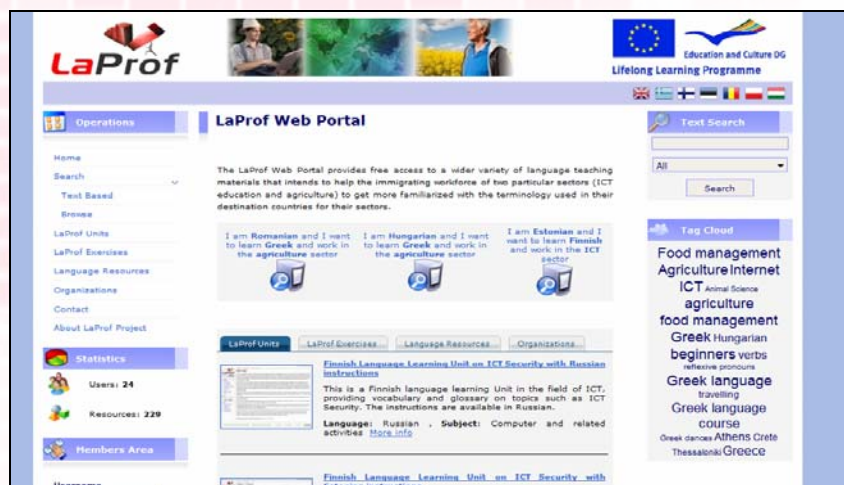 LaProf
Education and Culture DG
Lifelong Learning Programme
Operations
Home
Search
Text Based
Browse
LaProf Units
LaProf Exercises
Language Resources
Organizations
Contact
About LaProf Project
Statistics
Users: 24
Resources: 229
Members Area
Username
LaProf Web Portal
The LaProf Web Portal provides free access to a wider variety of language teaching
materials that intends to help the immigrating workforce of two particular sectors (ICT
education and agriculture) to get more familiarized with the terminology used in their
destination countries for their sectors.
I am Romanian and I want
to learn Greek and work in
the agriculture sector
I am Hungarian and I want
to learn Greek and work in
the agriculture sector
I am Estonian and I
want to learn Finnish
and work in the ICT
sector
LaProf Units
LaProf Exercises
Language Resources
Organizations
Finnish Language Learning Unit on ICT Security with Russian
instructions
This is a Finnish language learning Unit in the field of ICT,
providing vocabulary and glossary on topics such as ICT
Security. The instructions are available in Russian.
Language: Russian , Subject: Computer and related
activities More info
Finnish Language Learning Unit on ICT Security with
Text Search
All
Search
Tag Cloud
Food management
Agriculture Internet
ICT Animal Science
agriculture
food management
Greek Hungarian
beginners verbs
reflexive pronouns
Greek language
travelling
Greek language
course
Greek dances Athens Crete
Thessaloniki Greece